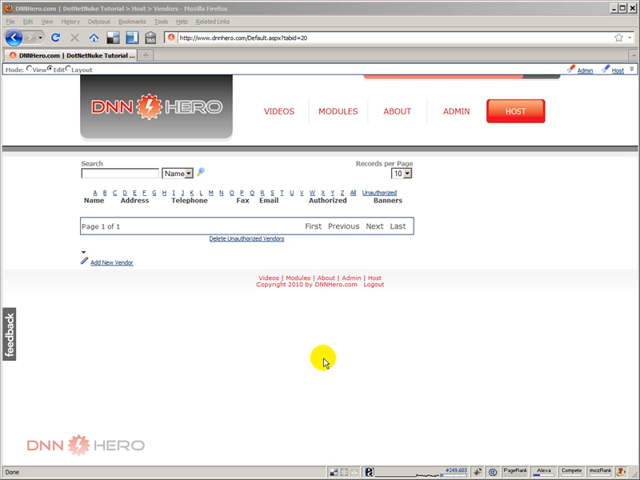 DNNHero.com | DotNetNuke Tutorial > Host > Vendors - Mozilla Firefox
File Edit View History Delicious Bookmarks Tools Help Related Links
http://www.dnnhero.com/Default.aspx?tabid=20
DNNHero.com | DotNetNuke Tutorial ...
Mode: View Edit Layout Admin Host
DNN HERO VIDEOS MODULES ABOUT ADMIN HOST
Search Records per Page
Name 10
A B C D E F G H I J K L M N O P Q R S T U V W X Y Z All Unauthorized
Name Address Telephone Fax Email Authorized Banners
Page 1 of 1 First Previous Next Last
Delete Unauthorized Vendors
Add New Vendor
Videos | Modules | About | Admin | Host
Copyright 2010 by DNNHero.com Logout
feedback
DNN HERO
Done #249,603 PageRank Alexa Compete mozRank